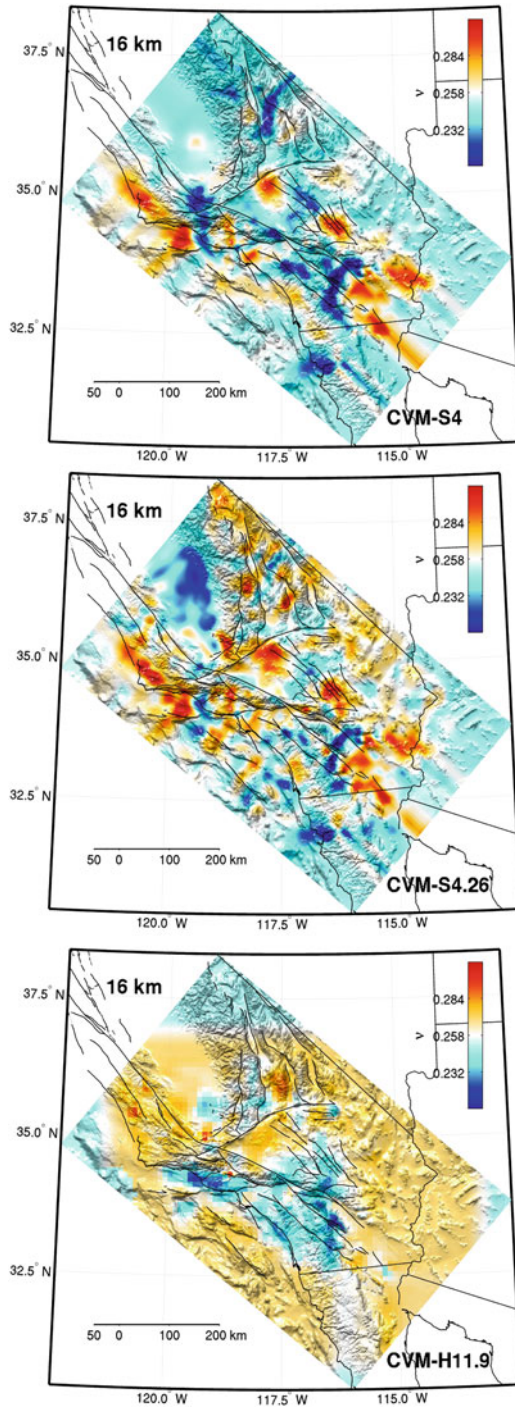 37.5° N
16 km
0.284
ν 0.258
0.232
35.0° N
32.5° N
50 0 100 200 km
CVM-S4
120.0° W 117.5° W 115.0° W
37.5° N
16 km
0.284
ν 0.258
0.232
35.0° N
32.5° N
50 0 100 200 km
CVM-S4.26
120.0° W 117.5° W 115.0° W
37.5° N
16 km
0.284
ν 0.258
0.232
35.0° N
32.5° N
50 0 100 200 km
CVM-H11.9
120.0° W 117.5° W 115.0° W